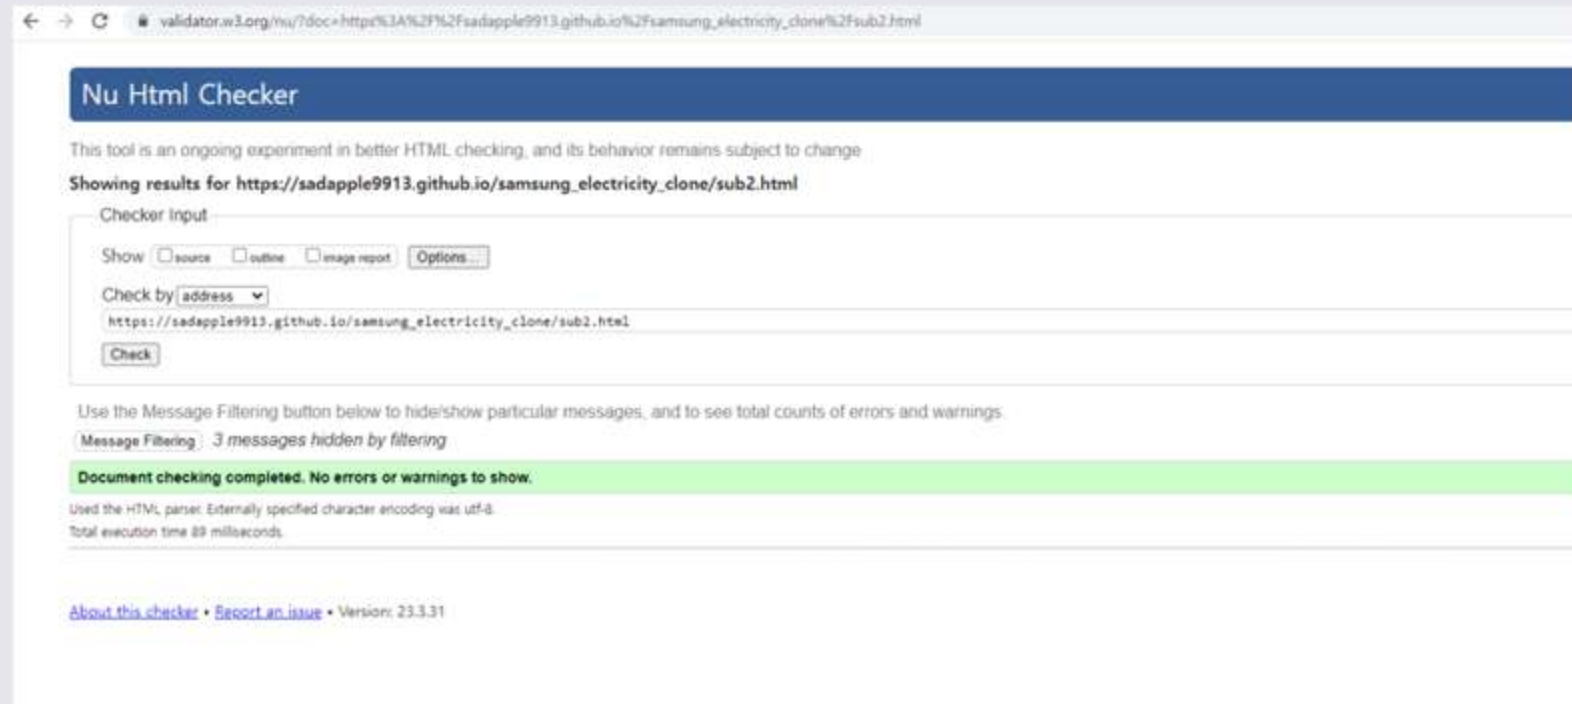 validator.w3.org/nu/?doc=https%3A%2F%2Fsadapple9913.github.io%2Fsamsung_electricity_clone%2Fsub2.html
Nu Html Checker
This tool is an ongoing experiment in better HTML checking, and its behavior remains subject to change
Showing results for https://sadapple9913.github.io/samsung_electricity_clone/sub2.html
Checker Input
Show source outline image report Options...
Check by address
https://sadapple9913.github.io/samsung_electricity_clone/sub2.html
Check
Use the Message Filtering button below to hide/show particular messages, and to see total counts of errors and warnings
Message Filtering 3 messages hidden by filtering
Document checking completed. No errors or warnings to show.
Used the HTML parser. Externally specified character encoding was utf-8.
Total execution time 89 milliseconds.
About this checker • Report an issue • Version: 23.3.31